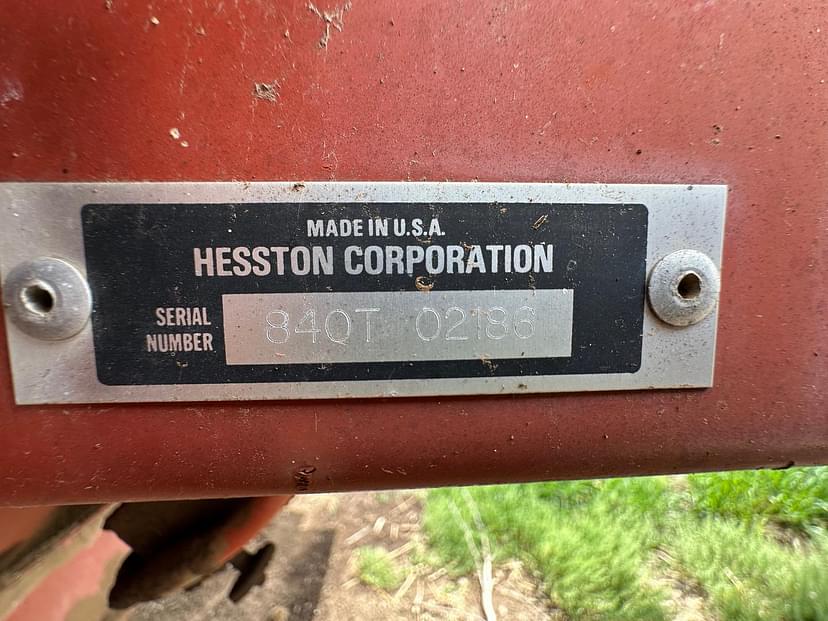 MADE IN U.S.A.
HESSTON CORPORATION
SERIAL
NUMBER
840T 02186